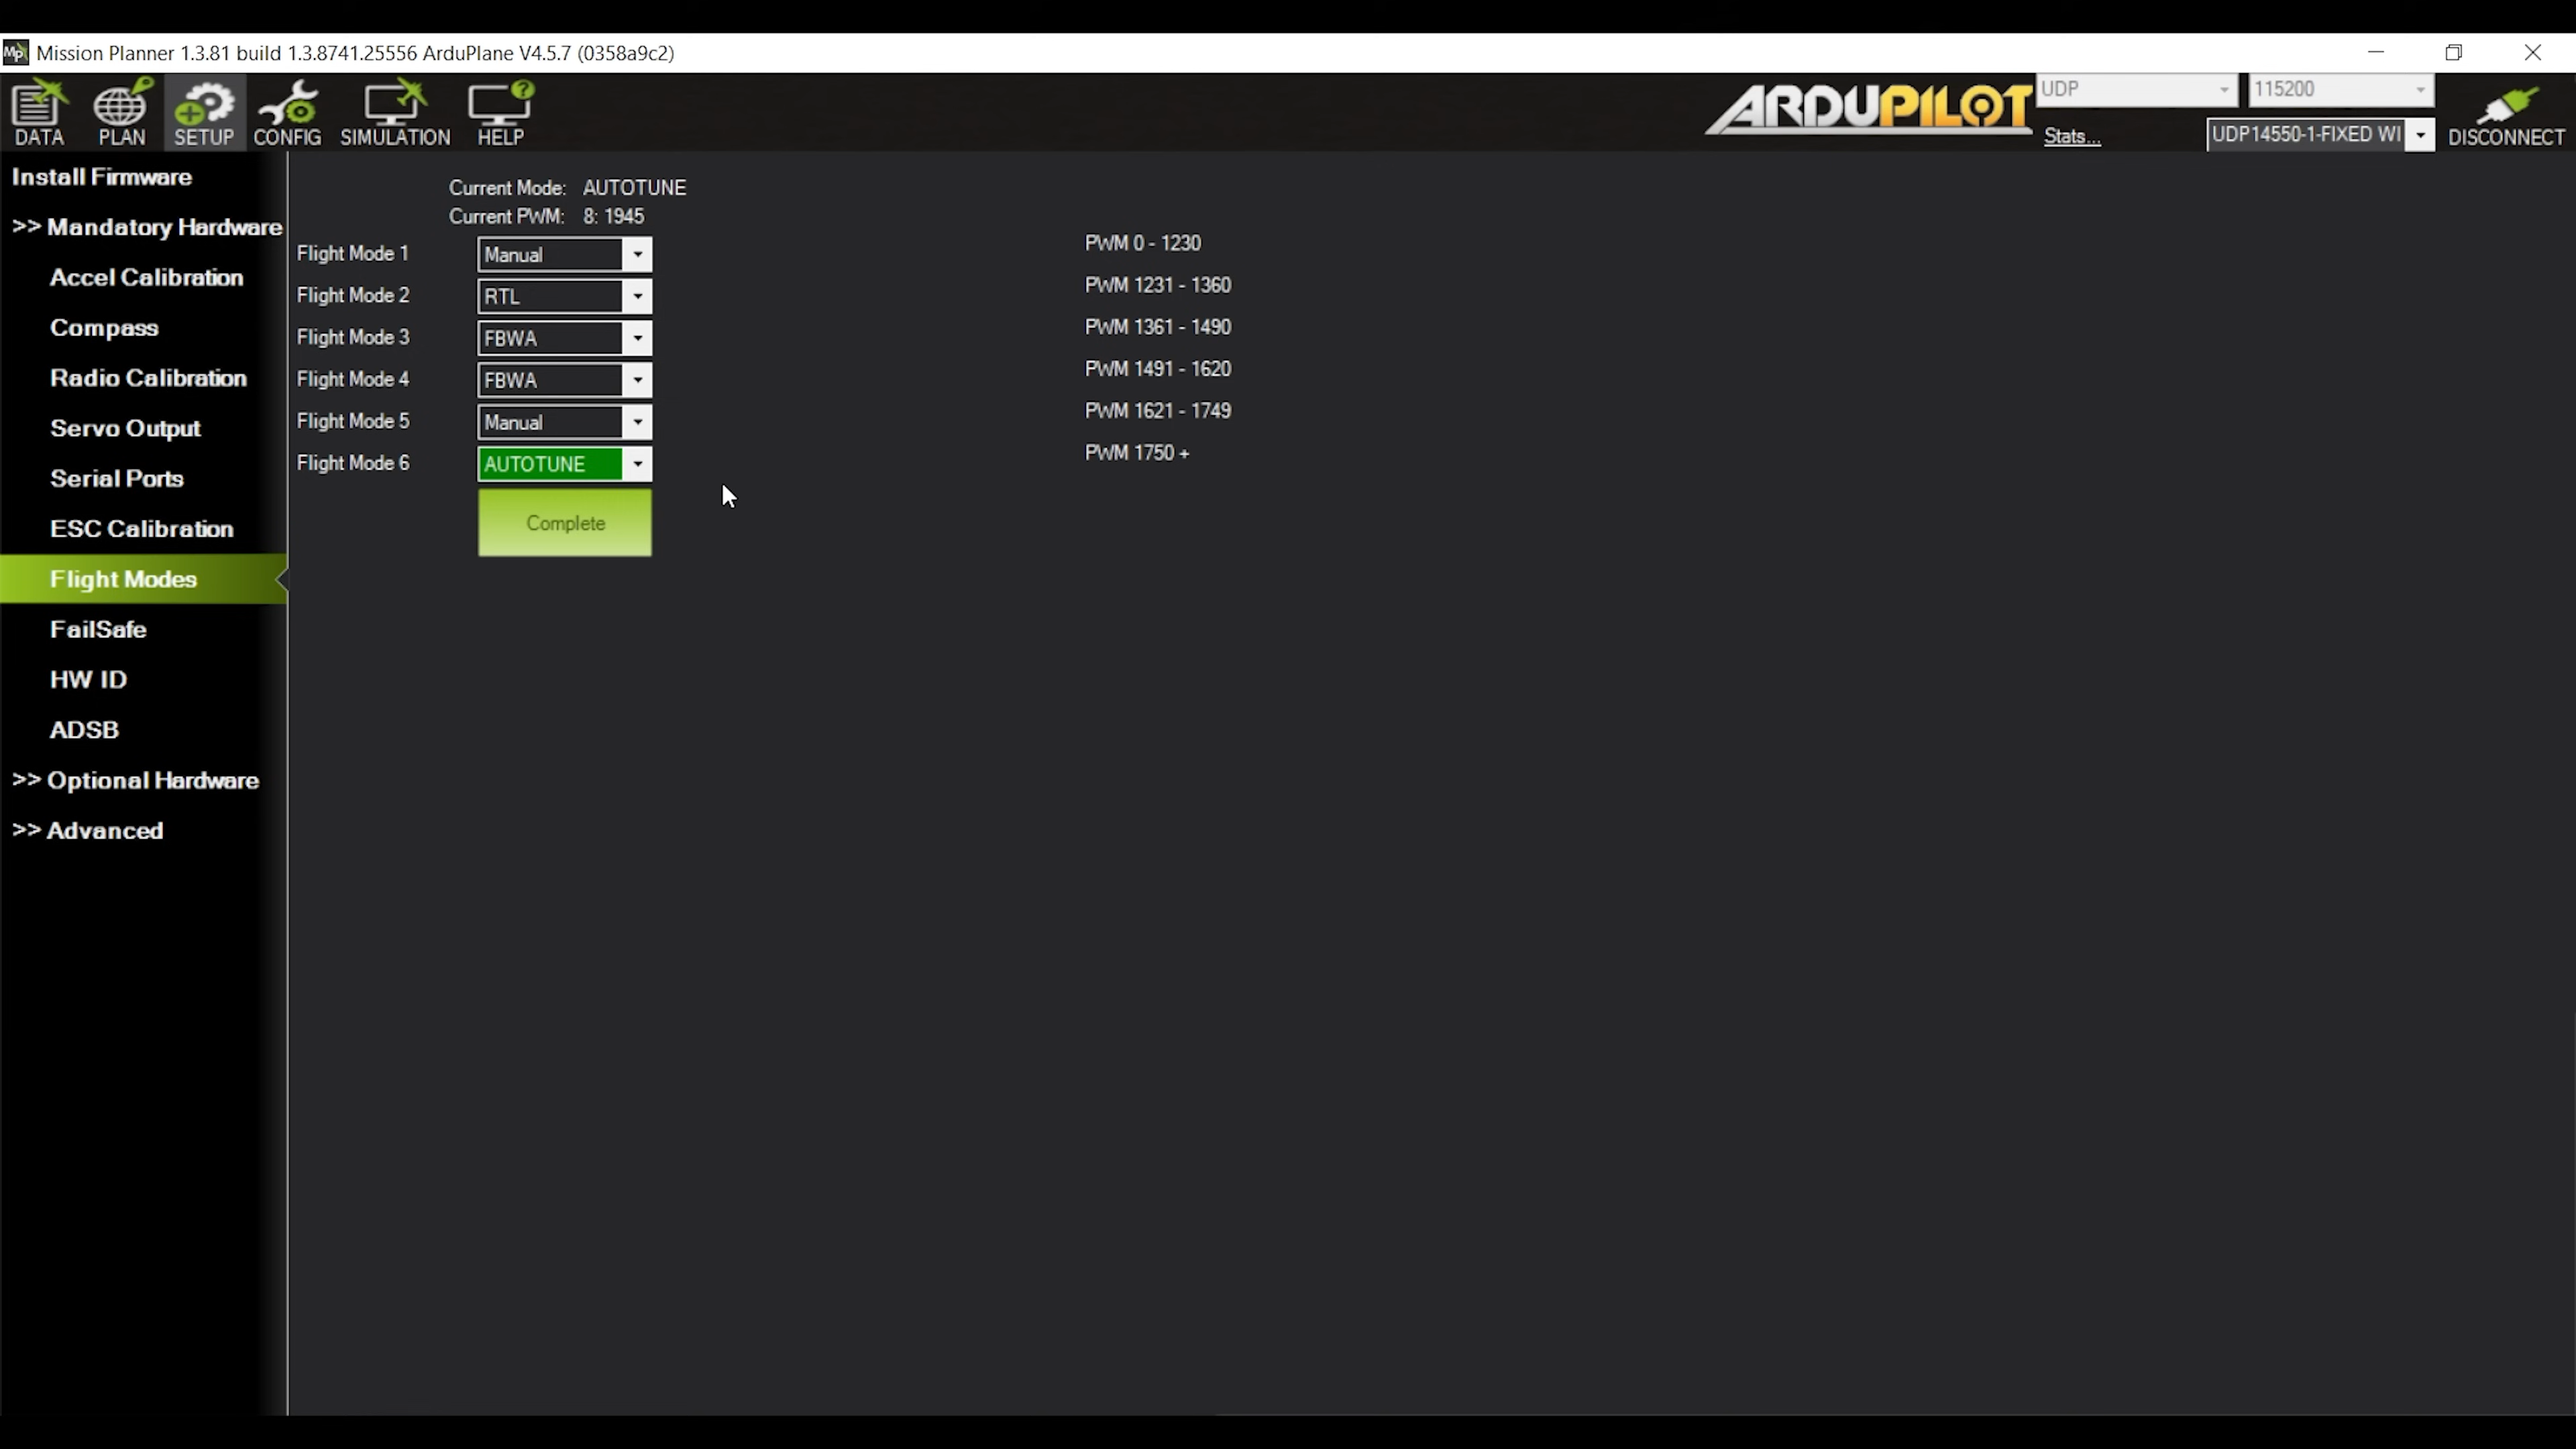 Mp Mission Planner 1.3.81 build 1.3.8741.25556 ArduPlane V4.5.7 (0358a9c2)
DATA PLAN SETUP CONFIG SIMULATION HELP
ARDUPILOT
UDP 115200
Stats... UDP14550-1-FIXED WI DISCONNECT
Install Firmware
>> Mandatory Hardware
Accel Calibration
Compass
Radio Calibration
Servo Output
Serial Ports
ESC Calibration
Flight Modes
FailSafe
HW ID
ADSB
>> Optional Hardware
>> Advanced
Current Mode: AUTOTUNE
Current PWM: 8: 1945
Flight Mode 1 Manual PWM 0 - 1230
Flight Mode 2 RTL PWM 1231 - 1360
Flight Mode 3 FBWA PWM 1361 - 1490
Flight Mode 4 FBWA PWM 1491 - 1620
Flight Mode 5 Manual PWM 1621 - 1749
Flight Mode 6 AUTOTUNE PWM 1750 +
Complete